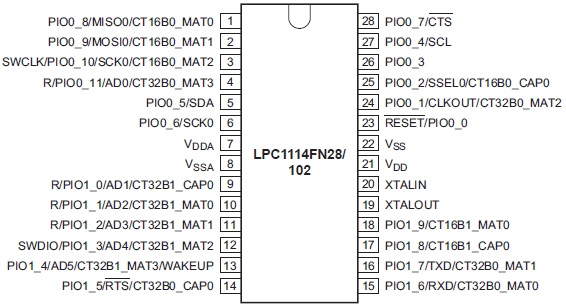 PIO0_8/MISO0/CT16B0_MAT0 1 28 PIO0_7/CTS
PIO0_9/MOSI0/CT16B0_MAT1 2 27 PIO0_4/SCL
SWCLK/PIO0_10/SCK0/CT16B0_MAT2 3 26 PIO0_3
R/PIO0_11/AD0/CT32B0_MAT3 4 25 PIO0_2/SSEL0/CT16B0_CAP0
PIO0_5/SDA 5 24 PIO0_1/CLKOUT/CT32B0_MAT2
PIO0_6/SCK0 6 23 RESET/PIO0_0
VDDA 7 22 VSS
VSSA 8 21 VDD
LPC1114FN28/
102
R/PIO1_0/AD1/CT32B1_CAP0 9 20 XTALIN
R/PIO1_1/AD2/CT32B1_MAT0 10 19 XTALOUT
R/PIO1_2/AD3/CT32B1_MAT1 11 18 PIO1_9/CT16B1_MAT0
SWDIO/PIO1_3/AD4/CT32B1_MAT2 12 17 PIO1_8/CT16B1_CAP0
PIO1_4/AD5/CT32B1_MAT3/WAKEUP 13 16 PIO1_7/TXD/CT32B0_MAT1
PIO1_5/RTS/CT32B0_CAP0 14 15 PIO1_6/RXD/CT32B0_MAT0